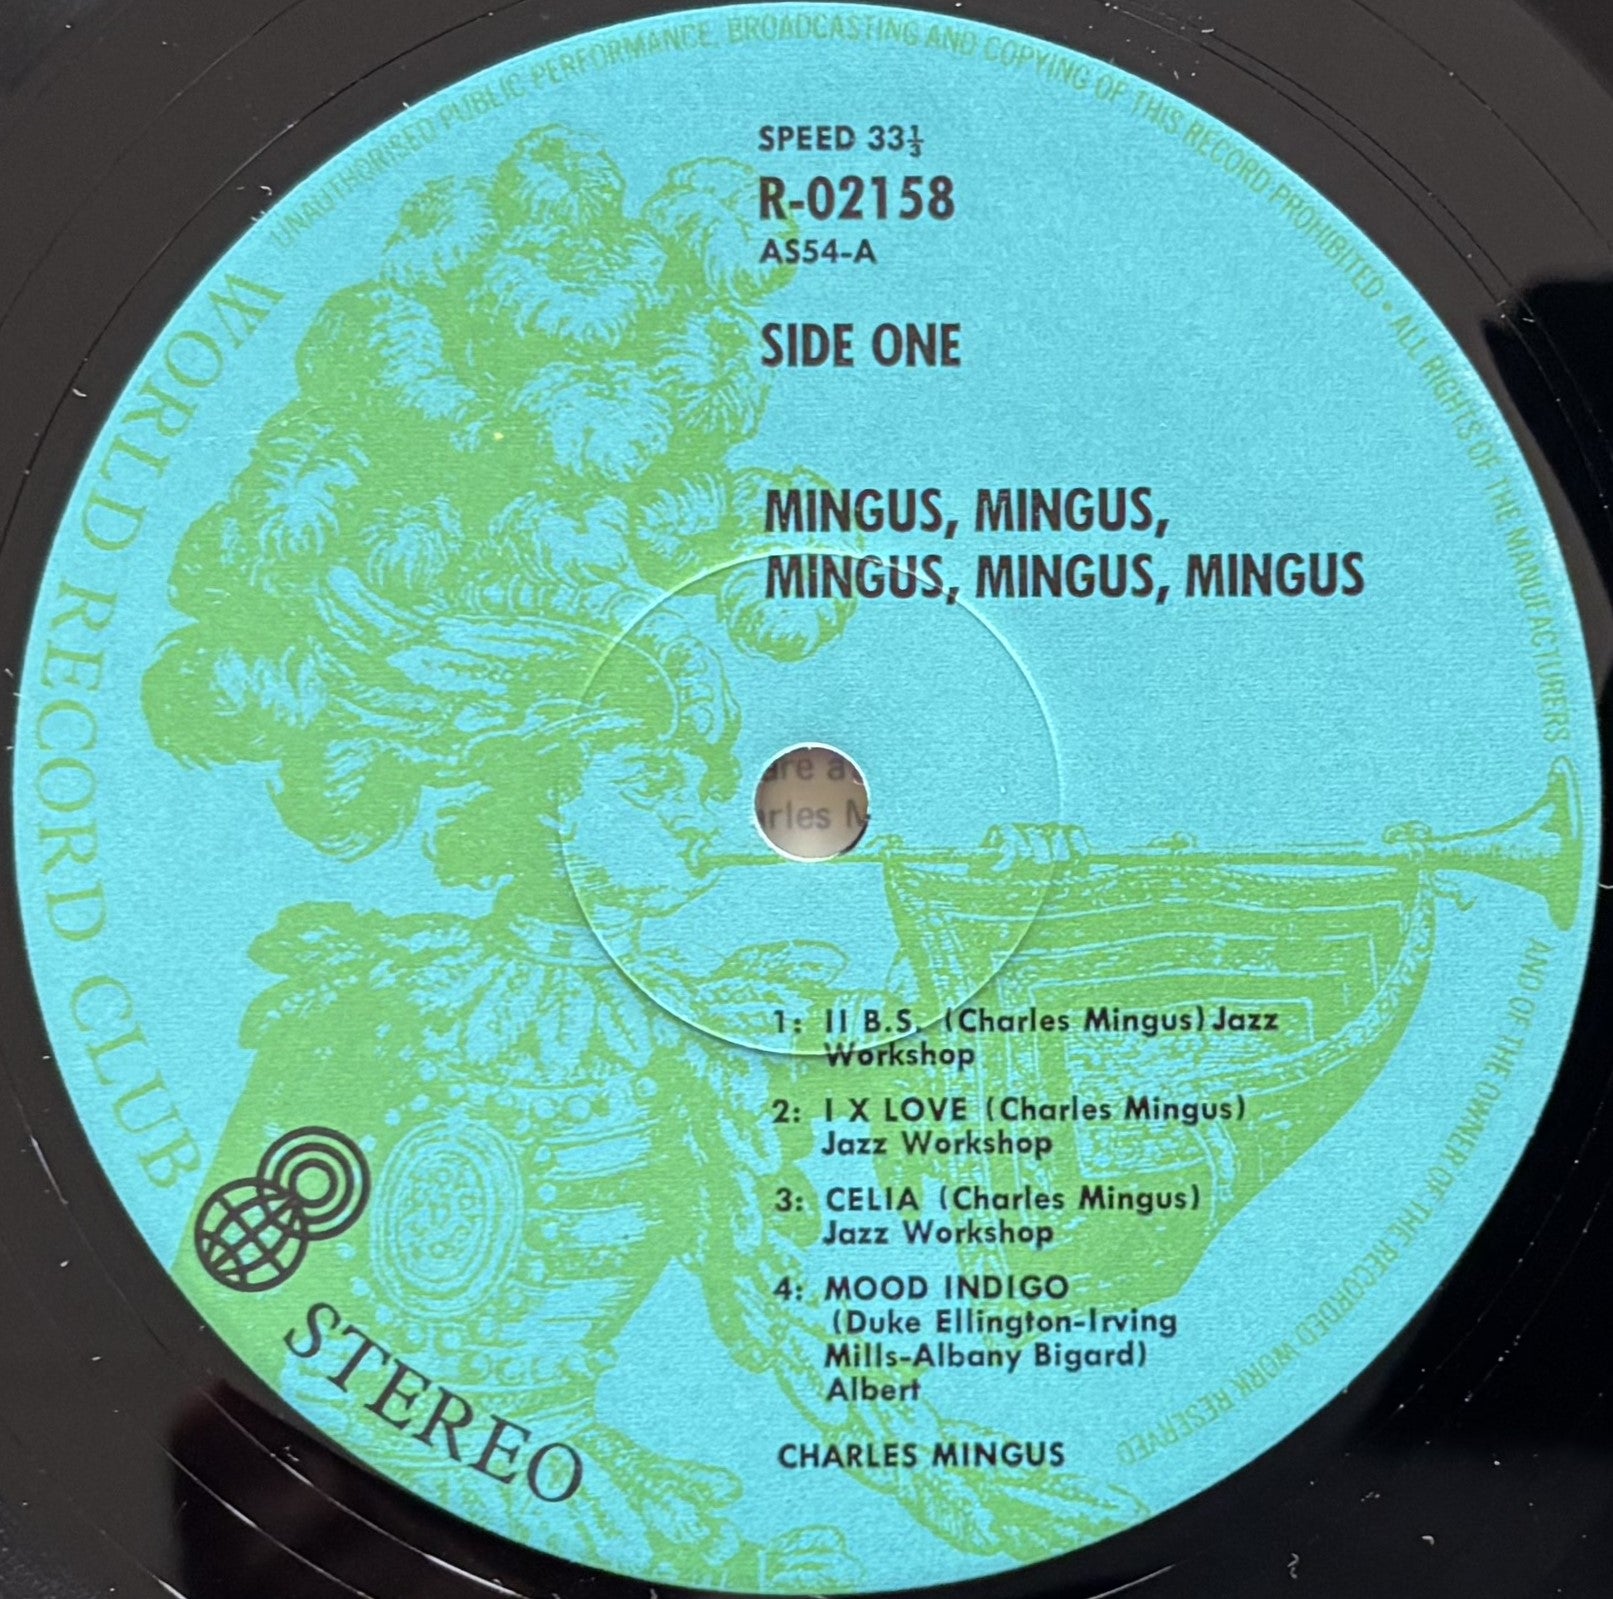 UNAUTHORISED PUBLIC PERFORMANCE, BROADCASTING AND COPYING OF THIS RECORD PROHIBITED • ALL RIGHTS OF THE MANUFACTURERS AND OF THE OWNER OF THE RECORDED WORK RESERVED
WORLD RECORD CLUB
SPEED 33⅓
R-02158
AS54-A
SIDE ONE
MINGUS, MINGUS,
MINGUS, MINGUS, MINGUS
are a
rles M
1: II B.S. (Charles Mingus) Jazz
Workshop
2: I X LOVE (Charles Mingus)
Jazz Workshop
3: CELIA (Charles Mingus)
Jazz Workshop
4: MOOD INDIGO
(Duke Ellington-Irving
Mills-Albany Bigard)
Albert
CHARLES MINGUS
STEREO